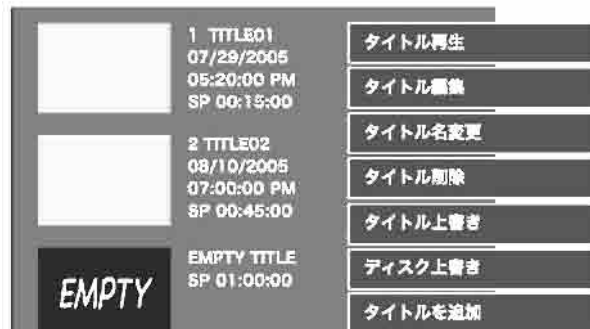 1 TITLE01
07/29/2005
05:20:00 PM
SP 00:15:00
2 TITLE02
08/10/2005
07:00:00 PM
SP 00:45:00
EMPTY
EMPTY TITLE
SP 01:00:00
タイトル再生
タイトル編集
タイトル名変更
タイトル削除
タイトル上書き
ディスク上書き
タイトルを追加